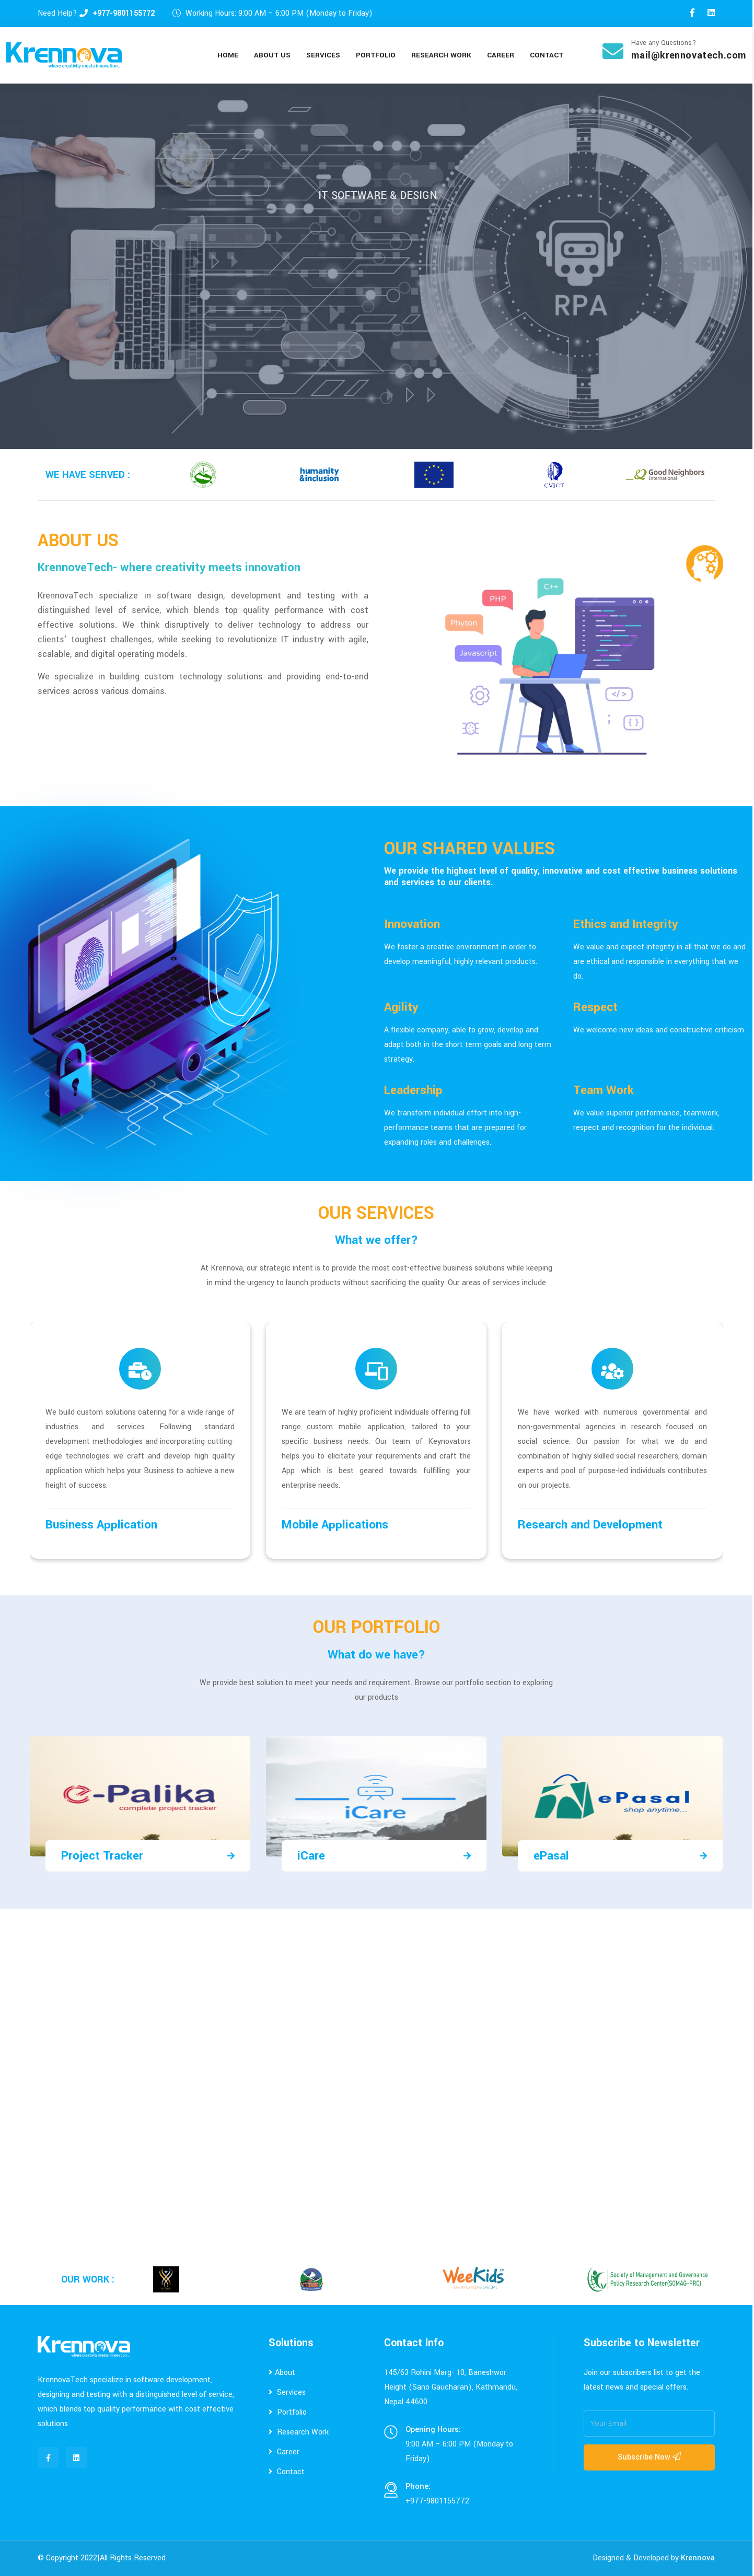 Need Help? +977-9801155772
Working Hours: 9:00 AM – 6:00 PM (Monday to Friday)
Krennova
where creativity meets innovation...
HOME
ABOUT US
SERVICES
PORTFOLIO
RESEARCH WORK
CAREER
CONTACT
Have any Questions?
mail@krennovatech.com
IT SOFTWARE & DESIGN
RPA
WE HAVE SERVED :
humanity
&inclusion
CVICT
Good Neighbors
International
ABOUT US
KrennoveTech- where creativity meets innovation
KrennovaTech specialize in software design, development and testing with a
distinguished level of service, which blends top quality performance with cost
effective solutions. We think disruptively to deliver technology to address our
clients' toughest challenges, while seeking to revolutionize IT industry with agile,
scalable, and digital operating models.
We specialize in building custom technology solutions and providing end-to-end
services across various domains.
C++
PHP
Phyton
Javascript
</>
;
{ }
OUR SHARED VALUES
We provide the highest level of quality, innovative and cost effective business solutions
and services to our clients.
Innovation
We foster a creative environment in order to
develop meaningful, highly relevant products.
Ethics and Integrity
We value and expect integrity in all that we do and
are ethical and responsible in everything that we
do.
Agility
A flexible company, able to grow, develop and
adapt both in the short term goals and long term
strategy.
Respect
We welcome new ideas and constructive criticism.
Leadership
We transform individual effort into high-
performance teams that are prepared for
expanding roles and challenges.
Team Work
We value superior performance, teamwork,
respect and recognition for the individual.
OUR SERVICES
What we offer?
At Krennova, our strategic intent is to provide the most cost-effective business solutions while keeping
in mind the urgency to launch products without sacrificing the quality. Our areas of services include
We build custom solutions catering for a wide range of
industries and services. Following standard
development methodologies and incorporating cutting-
edge technologies we craft and develop high quality
application which helps your Business to achieve a new
height of success.
Business Application
We are team of highly proficient individuals offering full
range custom mobile application, tailored to your
specific business needs. Our team of Keynovators
helps you to elicitate your requirements and craft the
App which is best geared towards fulfilling your
enterprise needs.
Mobile Applications
We have worked with numerous governmental and
non-governmental agencies in research focused on
social science. Our passion for what we do and
combination of highly skilled social researchers, domain
experts and pool of purpose-led individuals contributes
on our projects.
Research and Development
OUR PORTFOLIO
What do we have?
We provide best solution to meet your needs and requirement. Browse our portfolio section to exploring
our products
e-Palika
complete project tracker
Project Tracker
iCare
iCare
ePasal
shop anytime...
ePasal
OUR WORK :
WeeKids
Society of Management and Governance
Policy Research Center(SOMAG-PRC)
Krennova
where creativity meets innovation...
KrennovaTech specialize in software development,
designing and testing with a distinguished level of service,
which blends top quality performance with cost effective
solutions
Solutions
About
Services
Portfolio
Research Work
Career
Contact
Contact Info
145/63 Rohini Marg- 10, Baneshwor
Height (Sano Gaucharan), Kathmandu,
Nepal 44600
Opening Hours:
9:00 AM – 6:00 PM (Monday to
Friday)
Phone:
+977-9801155772
Subscribe to Newsletter
Join our subscribers list to get the
latest news and special offers.
Your Email
Subscribe Now
© Copyright 2022|All Rights Reserved
Designed & Developed by Krennova